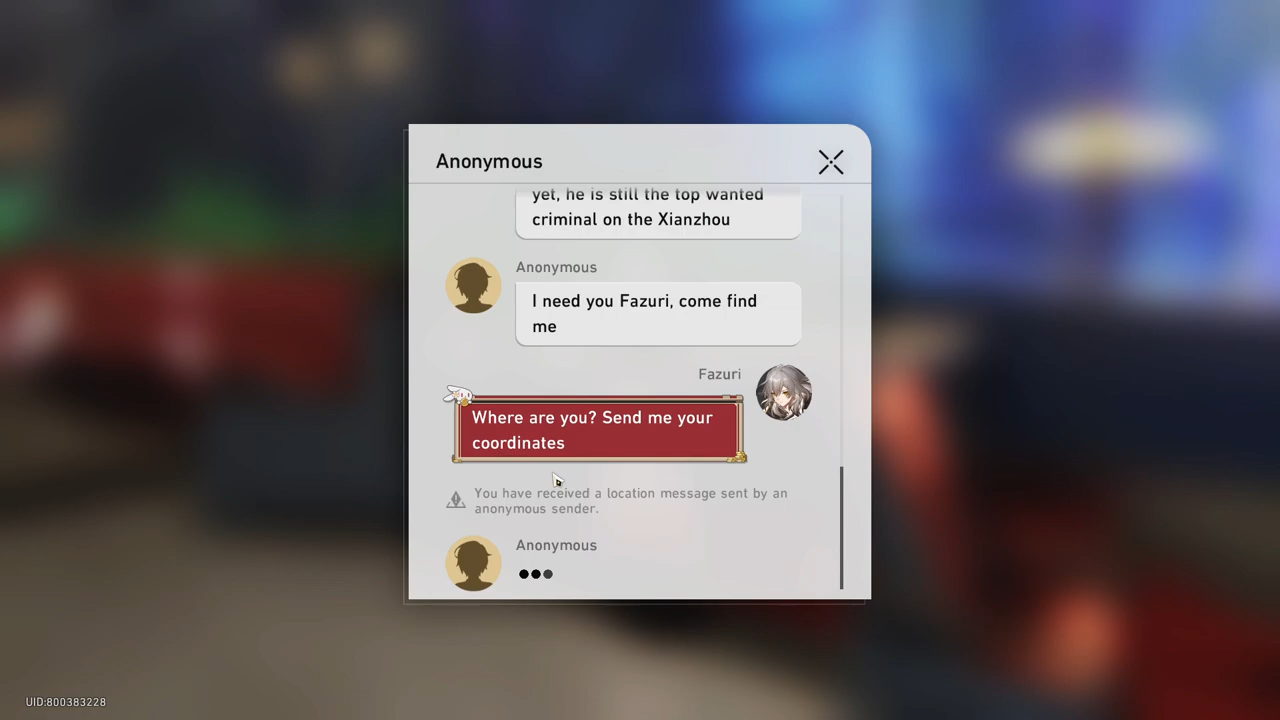 Anonymous
yet, he is still the top wanted
criminal on the Xianzhou
Anonymous
I need you Fazuri, come find
me
Fazuri
Where are you? Send me your
coordinates
You have received a location message sent by an
anonymous sender.
Anonymous
UID:800383228